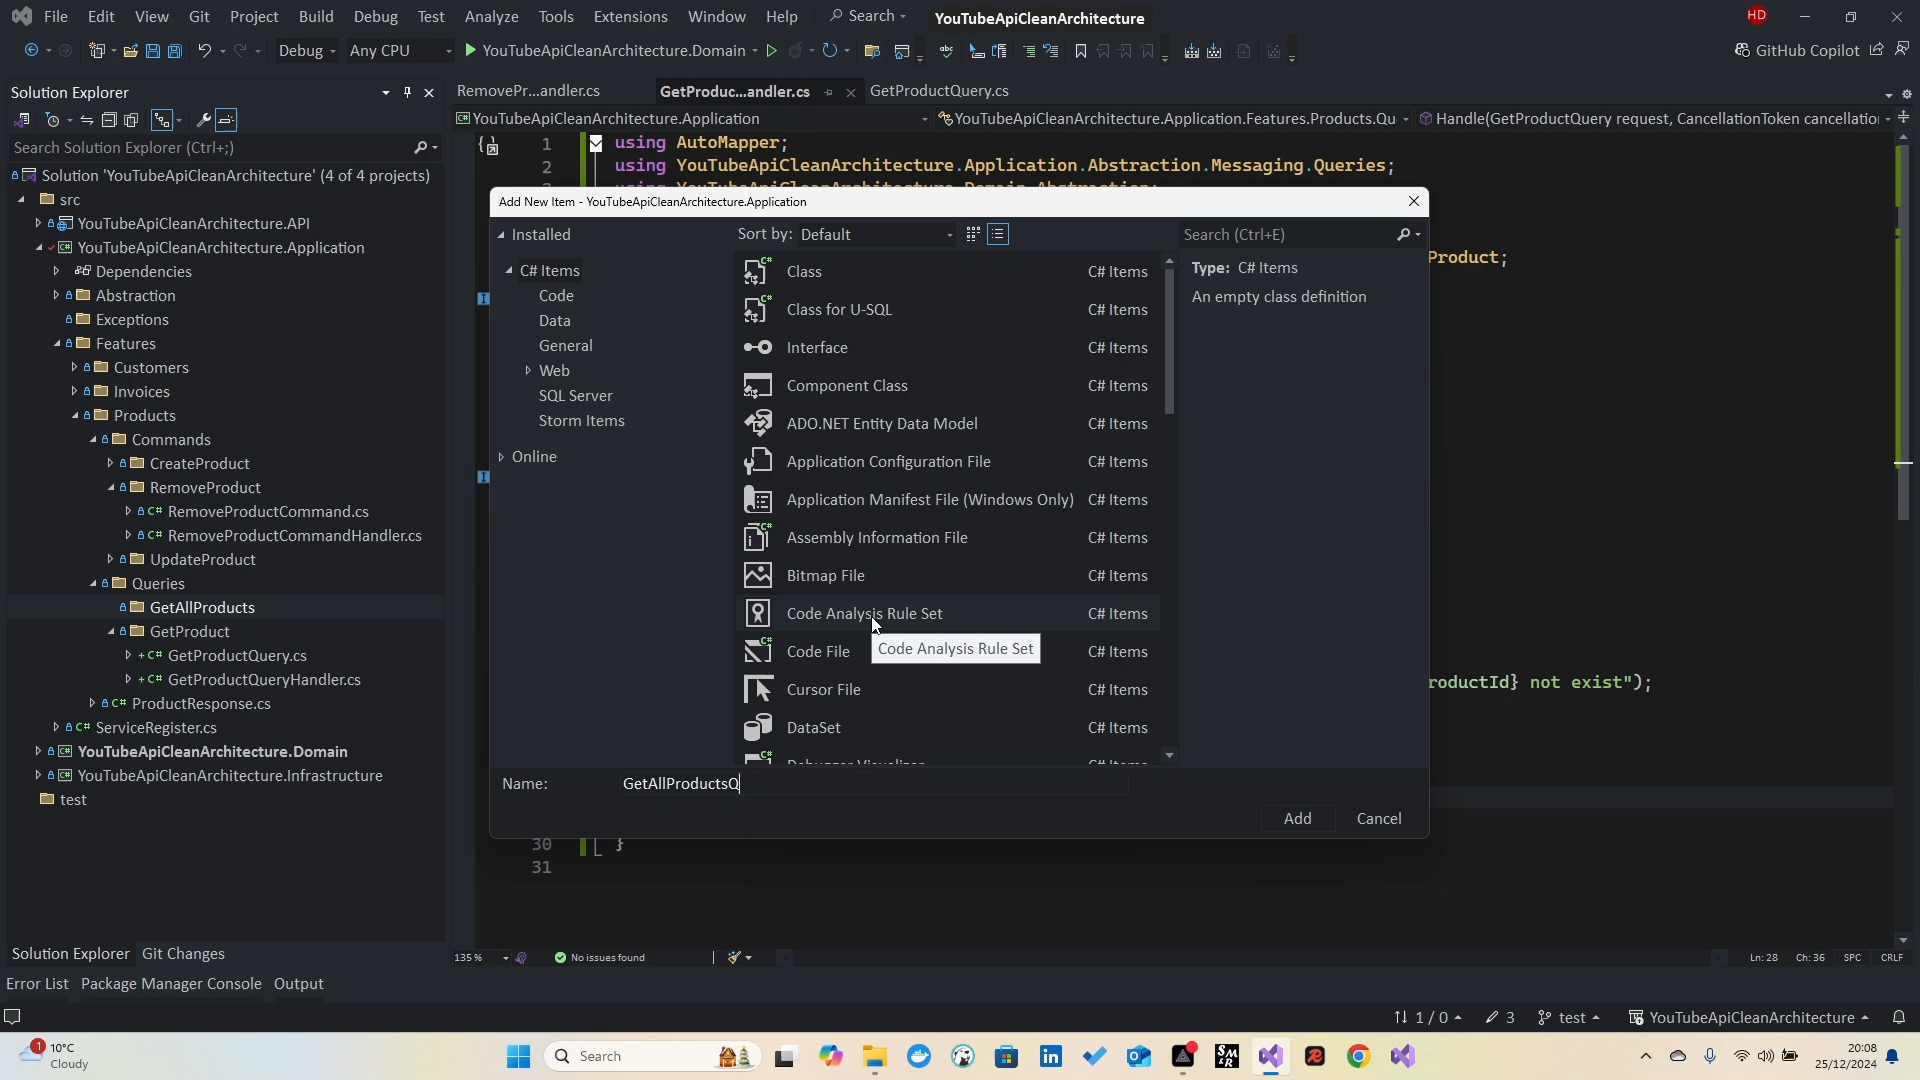 File Edit View Git Project Build Debug Test Analyze Tools Extensions Window Help Search YouTubeApiCleanArchitecture HD
Debug Any CPU YouTubeApiCleanArchitecture.Domain GitHub Copilot
Solution Explorer
RemovePr...andler.cs GetProduc...andler.cs GetProductQuery.cs
YouTubeApiCleanArchitecture.Application YouTubeApiCleanArchitecture.Application.Features.Products.Qu Handle(GetProductQuery request, CancellationToken cancellatio
Search Solution Explorer (Ctrl+;)
Solution 'YouTubeApiCleanArchitecture' (4 of 4 projects)
src
YouTubeApiCleanArchitecture.API
YouTubeApiCleanArchitecture.Application
Dependencies
Abstraction
Exceptions
Features
Customers
Invoices
Products
Commands
CreateProduct
RemoveProduct
RemoveProductCommand.cs
RemoveProductCommandHandler.cs
UpdateProduct
Queries
GetAllProducts
GetProduct
GetProductQuery.cs
GetProductQueryHandler.cs
ProductResponse.cs
ServiceRegister.cs
YouTubeApiCleanArchitecture.Domain
YouTubeApiCleanArchitecture.Infrastructure
test
1 using AutoMapper;
2 using YouTubeApiCleanArchitecture.Application.Abstraction.Messaging.Queries;
Product;
roductId} not exist");
30 }
31
Add New Item - YouTubeApiCleanArchitecture.Application
Installed
C# Items
Code
Data
General
Web
SQL Server
Storm Items
Online
Sort by: Default
Search (Ctrl+E)
Class C# Items
Class for U-SQL C# Items
Interface C# Items
Component Class C# Items
ADO.NET Entity Data Model C# Items
Application Configuration File C# Items
Application Manifest File (Windows Only) C# Items
Assembly Information File C# Items
Bitmap File C# Items
Code Analysis Rule Set C# Items
Code File C# Items
Code Analysis Rule Set
Cursor File C# Items
DataSet C# Items
Type: C# Items
An empty class definition
Name: GetAllProductsQ
Add Cancel
135 % No issues found Ln: 28 Ch: 36 SPC CRLF
Solution Explorer Git Changes
Error List Package Manager Console Output
1 / 0 3 test YouTubeApiCleanArchitecture
1
10°C
Cloudy
Search
20:08
25/12/2024